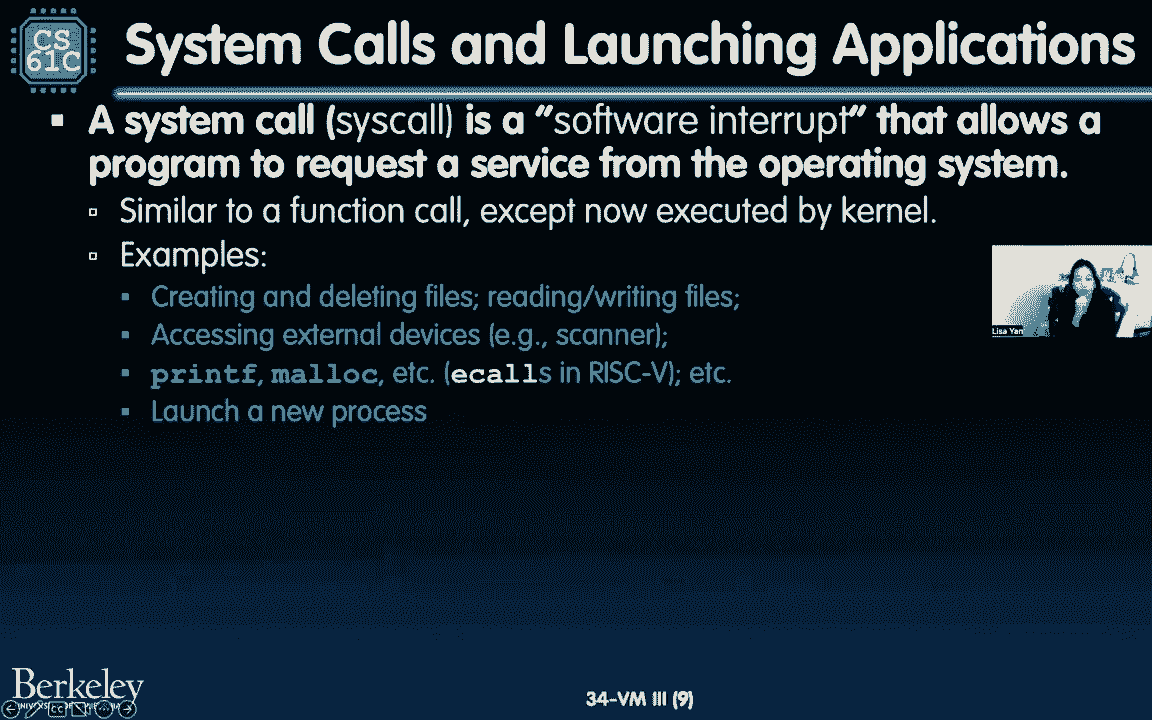 CS
61C
System Calls and Launching Applications
A system call (syscall) is a "software interrupt" that allows a
program to request a service from the operating system.
Similar to a function call, except now executed by kernel.
Examples:
Creating and deleting files; reading/writing files;
Accessing external devices (e.g., scanner);
printf, malloc, etc. (ecalls in RISC-V); etc.
Launch a new process
Lisa Yan
Berkeley
34-VM III (9)